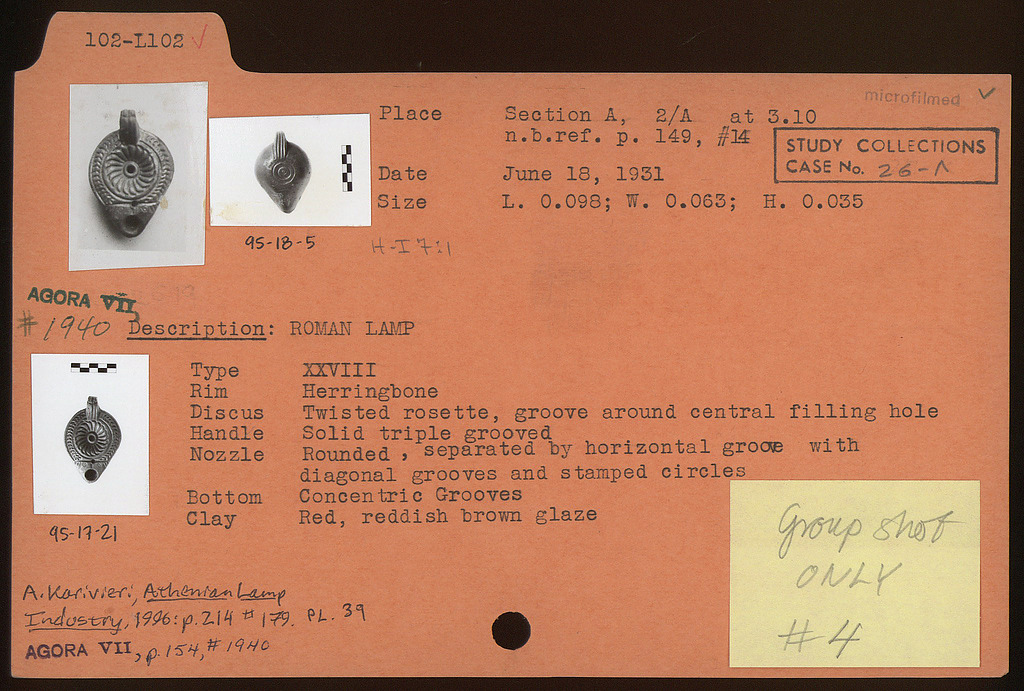 102-L102 ✓
microfilmed ✓
Place Section A, 2/A at 3.10
n.b.ref. p. 149, #14
STUDY COLLECTIONS
CASE No. 26-A
Date June 18, 1931
Size L. 0.098; W. 0.063; H. 0.035
95-18-5
H-I 7:1
AGORA VII
#1940
Description: ROMAN LAMP
Type XXVIII
Rim Herringbone
Discus Twisted rosette, groove around central filling hole
Handle Solid triple grooved
Nozzle Rounded, separated by horizontal groove with
diagonal grooves and stamped circles
Bottom Concentric Grooves
Clay Red, reddish brown glaze
95-17-21
Group shot
ONLY
#4
A. Karivieri, Athenian Lamp
Industry, 1996: p. 214 #179. PL. 39
AGORA VII, p. 154, #1940